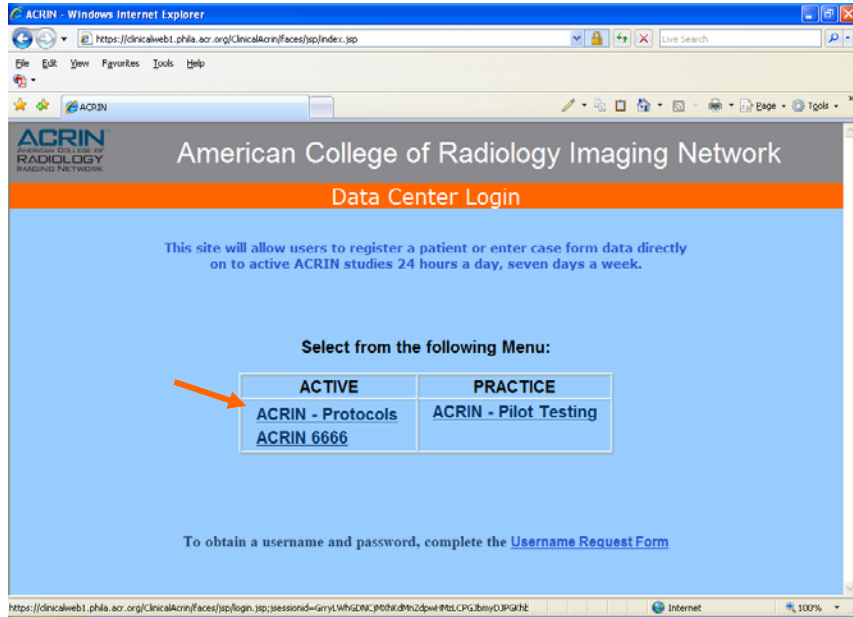 ACRIN - Windows Internet Explorer
https://clinicalweb1.phila.acr.org/ClinicalAcrin/faces/jsp/index.jsp
Live Search
File Edit View Favorites Tools Help
ACRIN
Page Tools
ACRIN
AMERICAN COLLEGE OF
RADIOLOGY
IMAGING NETWORK
American College of Radiology Imaging Network
Data Center Login
This site will allow users to register a patient or enter case form data directly
on to active ACRIN studies 24 hours a day, seven days a week.
Select from the following Menu:
ACTIVE PRACTICE
ACRIN - Protocols ACRIN - Pilot Testing
ACRIN 6666
To obtain a username and password, complete the Username Request Form
Internet 100%